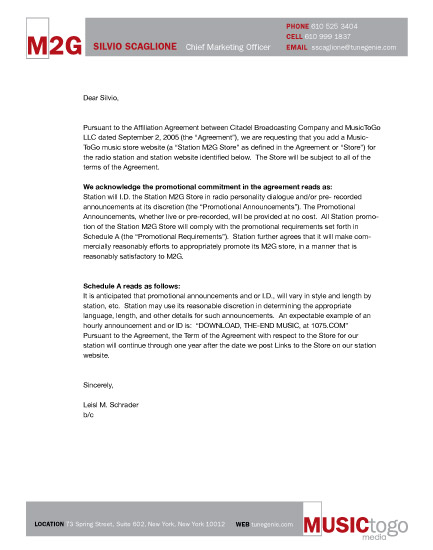 M2G
SILVIO SCAGLIONE Chief Marketing Officer
PHONE 610 525 3404
CELL 610 999 1837
EMAIL sscaglione@tunegenie.com
Dear Silvio,
Pursuant to the Affiliation Agreement between Citadel Broadcasting Company and MusicToGo
LLC dated September 2, 2005 (the "Agreement"), we are requesting that you add a Music-
ToGo music store website (a "Station M2G Store" as defined in the Agreement or "Store") for
the radio station and station website identified below.  The Store will be subject to all of the
terms of the Agreement.
We acknowledge the promotional commitment in the agreement reads as:
Station will I.D. the Station M2G Store in radio personality dialogue and/or pre- recorded
announcements at its discretion (the "Promotional Announcements"). The Promotional
Announcements, whether live or pre-recorded, will be provided at no cost.  All Station promo-
tion of the Station M2G Store will comply with the promotional requirements set forth in
Schedule A (the "Promotional Requirements").  Station further agrees that it will make com-
mercially reasonably efforts to appropriately promote its M2G store, in a manner that is
reasonably satisfactory to M2G.
Schedule A reads as follows:
It is anticipated that promotional announcements and or I.D., will vary in style and length by
station, etc.  Station may use its reasonable discretion in determining the appropriate
language, length, and other details for such announcements.  An expectable example of an
hourly announcement and or ID is:  "DOWNLOAD, THE-END MUSIC, at 1075.COM"
Pursuant to the Agreement, the Term of the Agreement with respect to the Store for our
station will continue through one year after the date we post Links to the Store on our station
website.
Sincerely,
Leisl M. Schrader
b/c
LOCATION 73 Spring Street, Suite 602, New York, New York 10012 WEB tunegenie.com
MUSICtogo
media